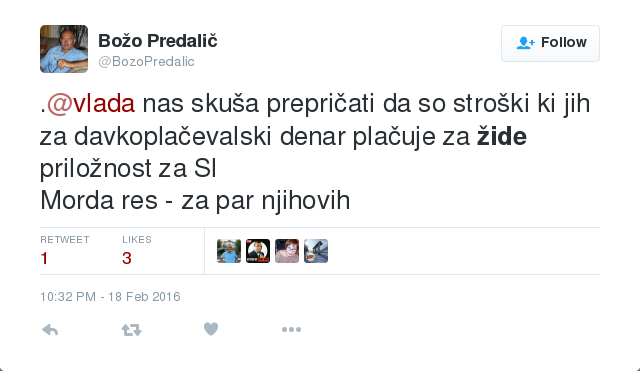 Božo Predalič
@BozoPredalic
Follow
.@vlada nas skuša prepričati da so stroški ki jih
za davkoplačevalski denar plačuje za žide
priložnost za SI
Morda res - za par njihovih
RETWEET LIKES
1 3
10:32 PM - 18 Feb 2016